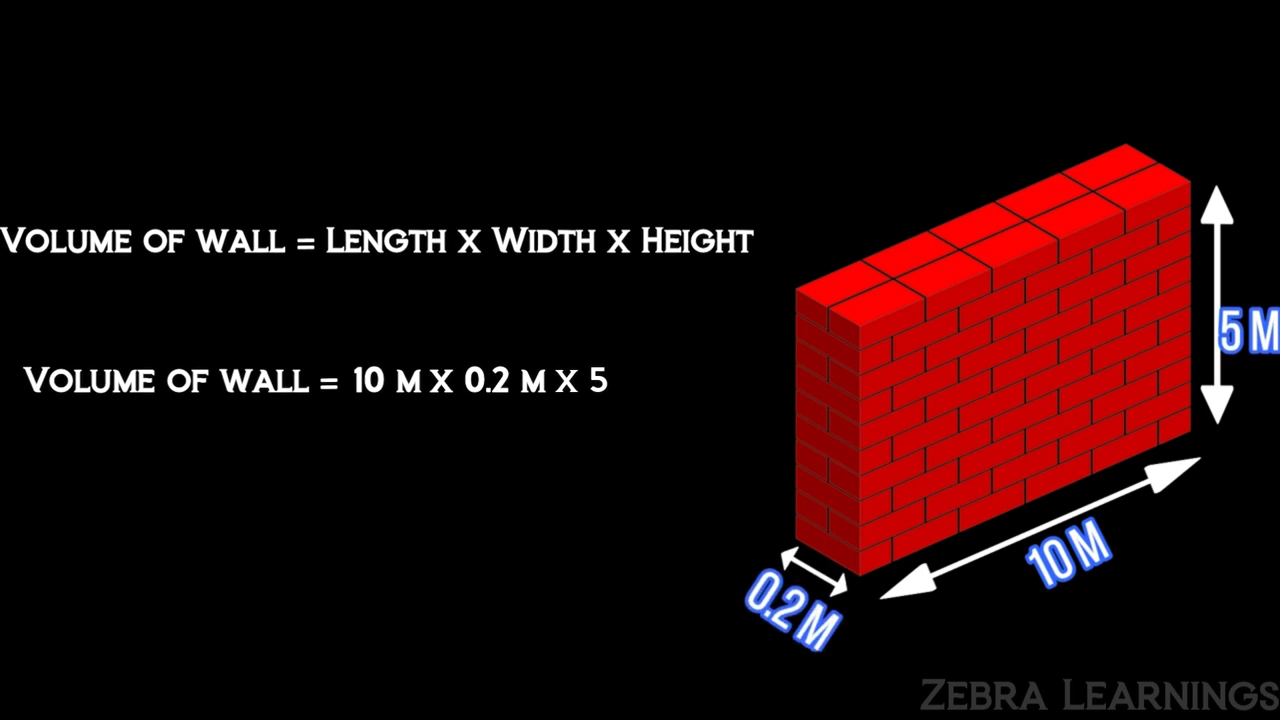 Volume of wall = Length x Width x Height
Volume of wall = 10 m x 0.2 m x 5
5 M
10 M
0.2 M
Zebra Learnings